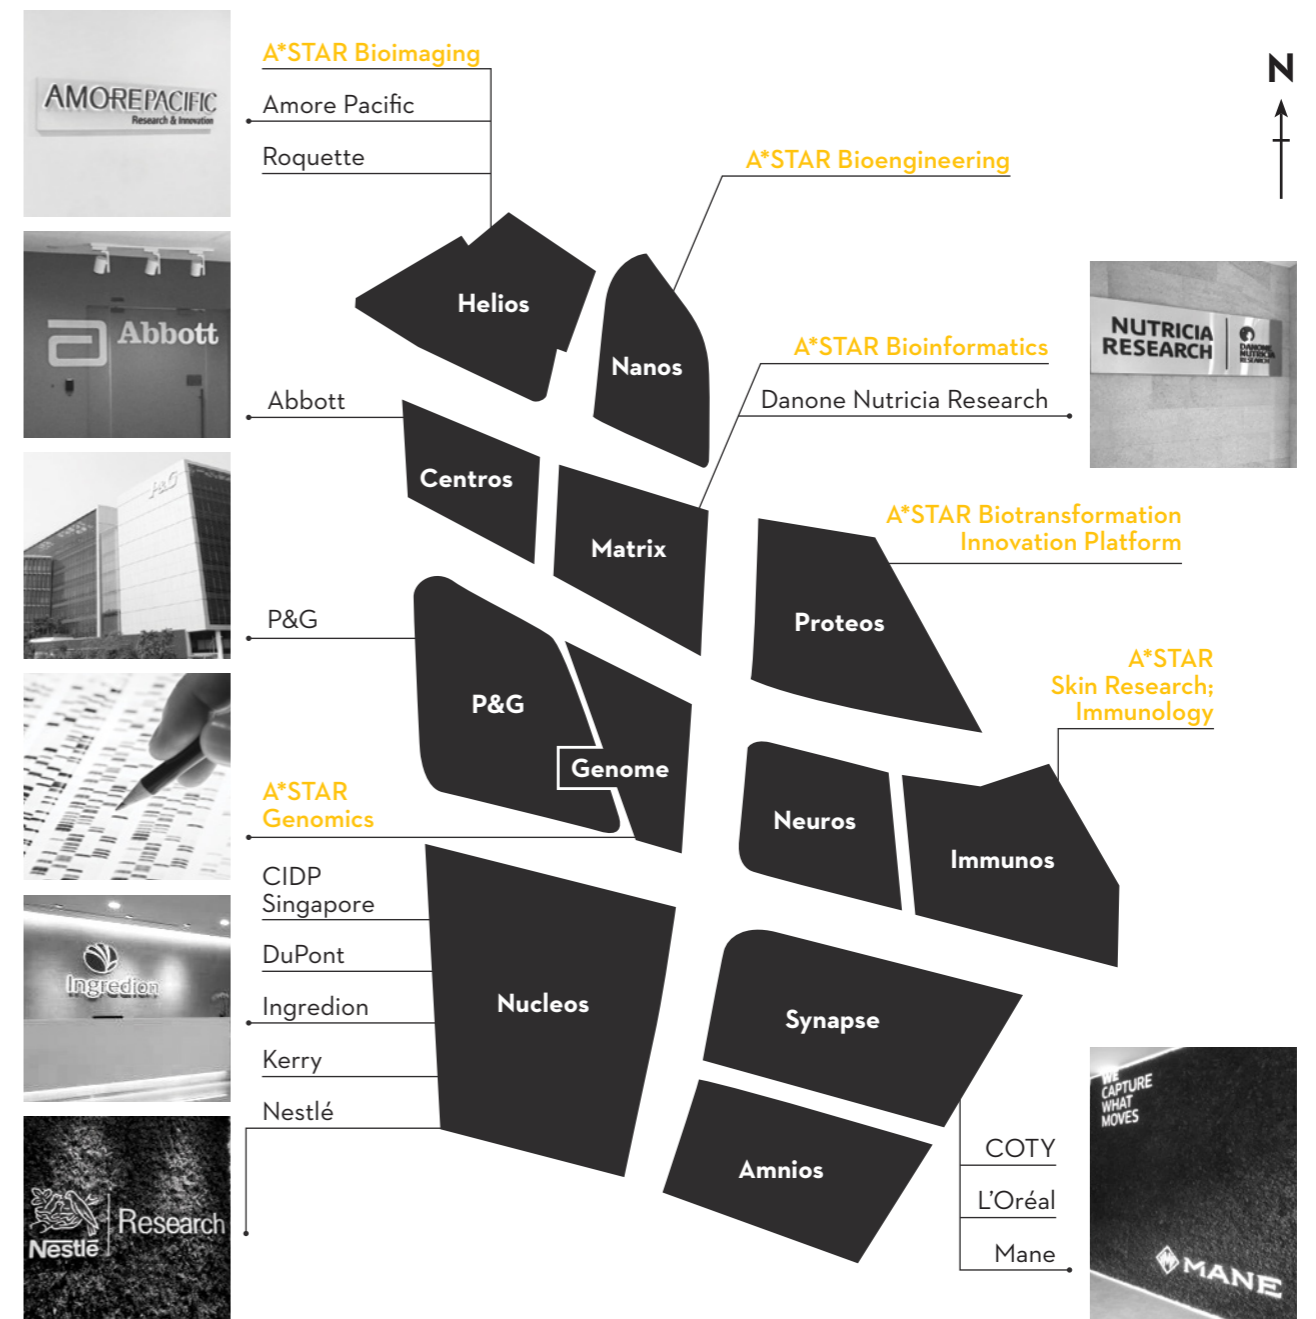 AMOREPACIFIC
Research & Innovation
A*STAR Bioimaging
Amore Pacific
Roquette
N
A*STAR Bioengineering
Abbott
Helios
Nanos
NUTRICIA
RESEARCH
DANONE
NUTRICIA
RESEARCH
A*STAR Bioinformatics
Danone Nutricia Research
Abbott
Centros
Matrix
P&G
A*STAR Biotransformation
Innovation Platform
Proteos
P&G
P&G
A*STAR
Skin Research;
Immunology
Genome
A*STAR
Genomics
Neuros
Immunos
CIDP
Singapore
DuPont
Ingredion
Ingredion
Kerry
Nestlé
Nucleos
Synapse
Amnios
Nestlé
Research
COTY
L'Oréal
Mane
WE
CAPTURE
WHAT
MOVES
MANE